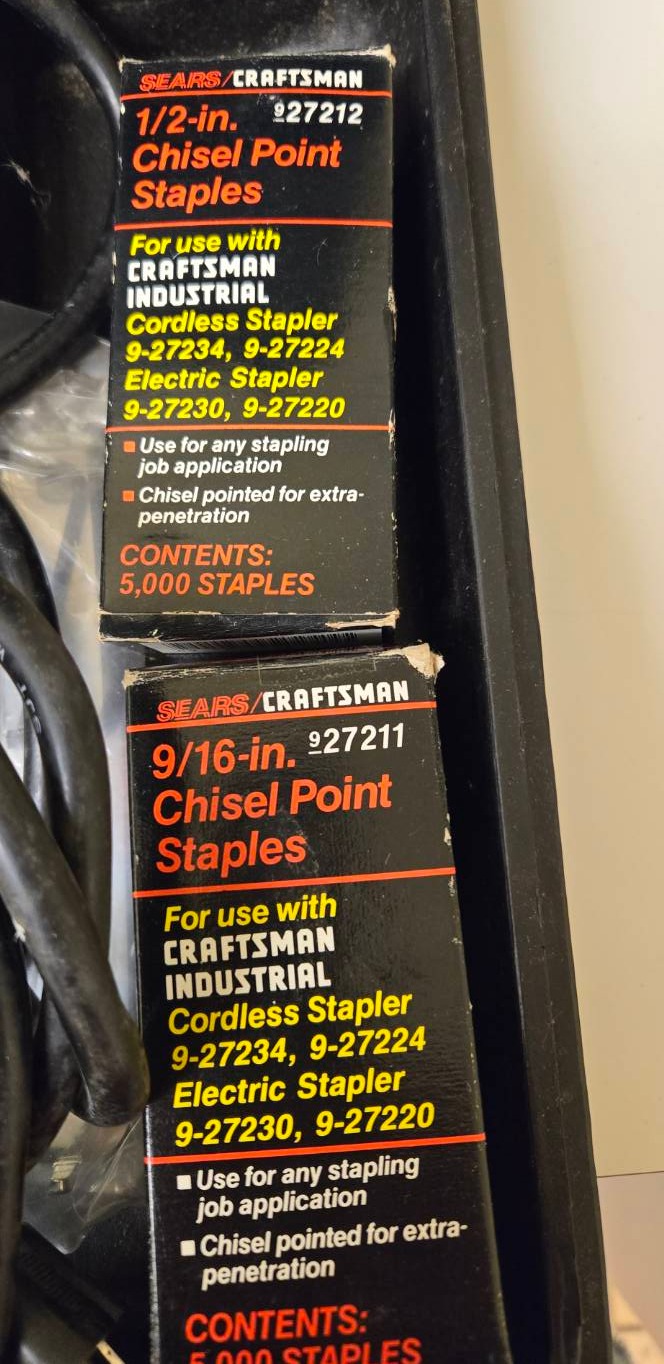 SEARS/CRAFTSMAN
1/2-in. 927212
Chisel Point
Staples
For use with
CRAFTSMAN
INDUSTRIAL
Cordless Stapler
9-27234, 9-27224
Electric Stapler
9-27230, 9-27220
Use for any stapling
job application
Chisel pointed for extra-
penetration
CONTENTS:
5,000 STAPLES
SEARS/CRAFTSMAN
9/16-in. 927211
Chisel Point
Staples
For use with
CRAFTSMAN
INDUSTRIAL
Cordless Stapler
9-27234, 9-27224
Electric Stapler
9-27230, 9-27220
Use for any stapling
job application
Chisel pointed for extra-
penetration
CONTENTS:
5,000 STAPLES